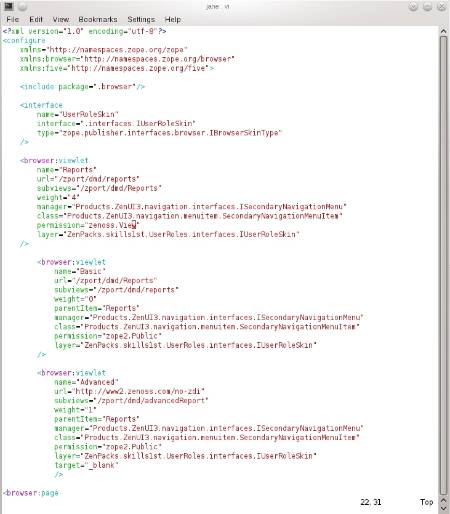 jane : vi
File Edit View Bookmarks Settings Help
<?xml version="1.0" encoding="utf-8"?>
<configure
xmlns="http://namespaces.zope.org/zope"
xmlns:browser="http://namespaces.zope.org/browser"
xmlns:five="http://namespaces.zope.org/five">
<include package=".browser"/>
<interface
name="UserRoleSkin"
interface=".interfaces.IUserRoleSkin"
type="zope.publisher.interfaces.browser.IBrowserSkinType"
/>
<browser:viewlet
name="Reports"
url="/zport/dmd/reports"
subviews="/zport/dmd/Reports"
weight="4"
manager="Products.ZenUI3.navigation.interfaces.ISecondaryNavigationMenu"
class="Products.ZenUI3.navigation.menuitem.SecondaryNavigationMenuItem"
permission="zenoss.View"
layer="ZenPacks.skills1st.UserRoles.interfaces.IUserRoleSkin"
/>
<browser:viewlet
name="Basic"
url="/zport/dmd/Reports"
subviews="/zport/dmd/reports"
weight="0"
parentItem="Reports"
manager="Products.ZenUI3.navigation.interfaces.ISecondaryNavigationMenu"
class="Products.ZenUI3.navigation.menuitem.SecondaryNavigationMenuItem"
permission="zope2.Public"
layer="ZenPacks.skills1st.UserRoles.interfaces.IUserRoleSkin"
/>
<browser:viewlet
name="Advanced"
url="http://www2.zenoss.com/no-zdi"
subviews="/zport/dmd/advancedReport"
weight="1"
parentItem="Reports"
manager="Products.ZenUI3.navigation.interfaces.ISecondaryNavigationMenu"
class="Products.ZenUI3.navigation.menuitem.SecondaryNavigationMenuItem"
permission="zope2.Public"
layer="ZenPacks.skills1st.UserRoles.interfaces.IUserRoleSkin"
target="_blank"
/>
<browser:page
22,31 Top